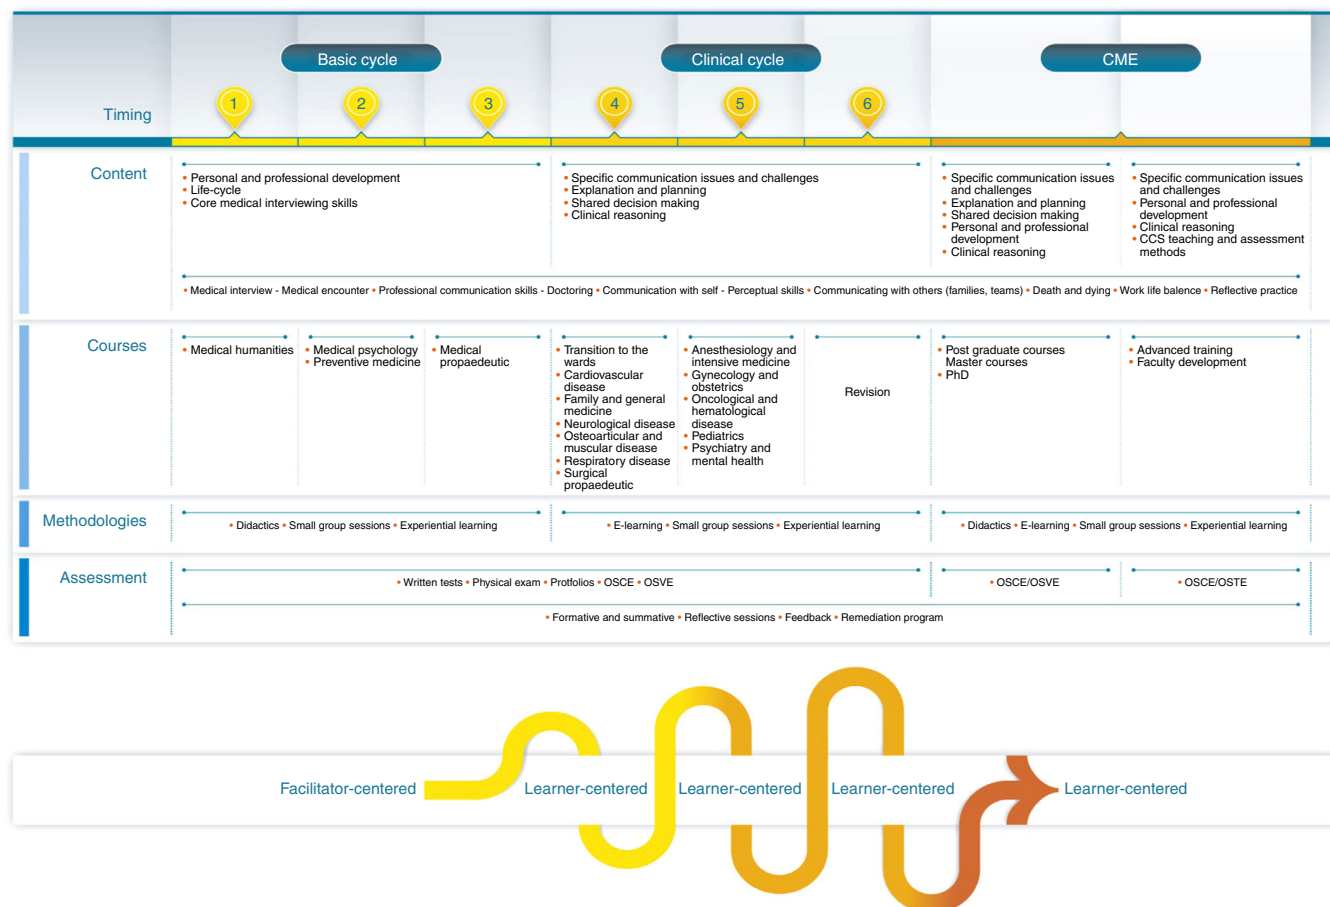 Basic cycle
Clinical cycle
CME
Timing
1
2
3
4
5
6
Content
• Personal and professional development
• Life-cycle
• Core medical interviewing skills
• Specific communication issues and challenges
• Explanation and planning
• Shared decision making
• Clinical reasoning
• Specific communication issues
and challenges
• Explanation and planning
• Shared decision making
• Personal and professional
development
• Clinical reasoning
• Specific communication issues
and challenges
• Personal and professional
development
• Clinical reasoning
• CCS teaching and assessment
methods
• Medical interview - Medical encounter • Professional communication skills - Doctoring • Communication with self - Perceptual skills • Communicating with others (families, teams) • Death and dying • Work life balence • Reflective practice
Courses
• Medical humanities
• Medical psychology
• Preventive medicine
• Medical
propaedeutic
• Transition to the
wards
• Cardiovascular
disease
• Family and general
medicine
• Neurological disease
• Osteoarticular and
muscular disease
• Respiratory disease
• Surgical
propaedeutic
• Anesthesiology and
intensive medicine
• Gynecology and
obstetrics
• Oncological and
hematological
disease
• Pediatrics
• Psychiatry and
mental health
Revision
• Post graduate courses
Master courses
• PhD
• Advanced training
• Faculty development
Methodologies
• Didactics • Small group sessions • Experiential learning
• E-learning • Small group sessions • Experiential learning
• Didactics • E-learning • Small group sessions • Experiential learning
Assessment
• Written tests • Physical exam • Protfolios • OSCE • OSVE
• OSCE/OSVE
• OSCE/OSTE
• Formative and summative • Reflective sessions • Feedback • Remediation program
Facilitator-centered
Learner-centered
Learner-centered
Learner-centered
Learner-centered